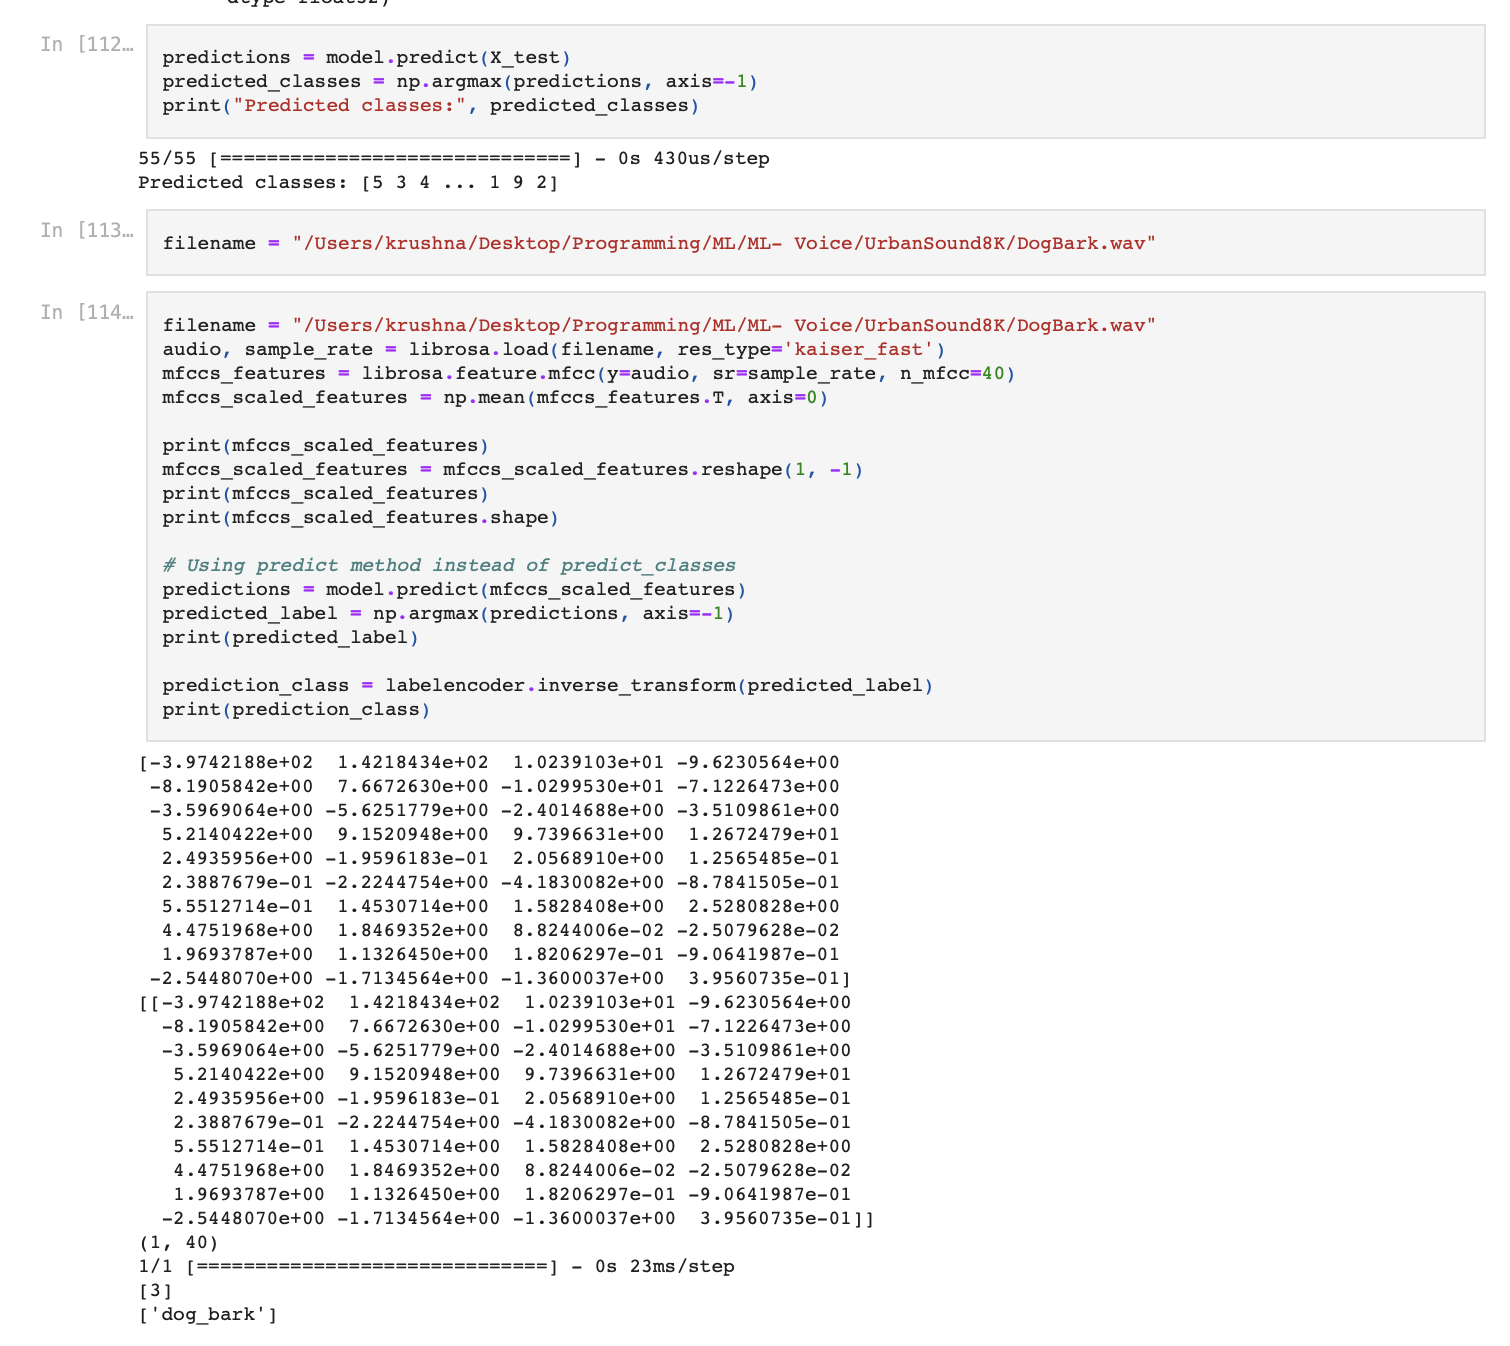 dtype=float32)
In [112…
predictions = model.predict(X_test)
predicted_classes = np.argmax(predictions, axis=-1)
print("Predicted classes:", predicted_classes)
55/55 [==============================] - 0s 430us/step
Predicted classes: [5 3 4 ... 1 9 2]
In [113…
filename = "/Users/krushna/Desktop/Programming/ML/ML- Voice/UrbanSound8K/DogBark.wav"
In [114…
filename = "/Users/krushna/Desktop/Programming/ML/ML- Voice/UrbanSound8K/DogBark.wav"
audio, sample_rate = librosa.load(filename, res_type='kaiser_fast')
mfccs_features = librosa.feature.mfcc(y=audio, sr=sample_rate, n_mfcc=40)
mfccs_scaled_features = np.mean(mfccs_features.T, axis=0)
print(mfccs_scaled_features)
mfccs_scaled_features = mfccs_scaled_features.reshape(1, -1)
print(mfccs_scaled_features)
print(mfccs_scaled_features.shape)
# Using predict method instead of predict_classes
predictions = model.predict(mfccs_scaled_features)
predicted_label = np.argmax(predictions, axis=-1)
print(predicted_label)
prediction_class = labelencoder.inverse_transform(predicted_label)
print(prediction_class)
[-3.9742188e+02  1.4218434e+02  1.0239103e+01 -9.6230564e+00
 -8.1905842e+00  7.6672630e+00 -1.0299530e+01 -7.1226473e+00
 -3.5969064e+00 -5.6251779e+00 -2.4014688e+00 -3.5109861e+00
  5.2140422e+00  9.1520948e+00  9.7396631e+00  1.2672479e+01
  2.4935956e+00 -1.9596183e-01  2.0568910e+00  1.2565485e-01
  2.3887679e-01 -2.2244754e+00 -4.1830082e+00 -8.7841505e-01
  5.5512714e-01  1.4530714e+00  1.5828408e+00  2.5280828e+00
  4.4751968e+00  1.8469352e+00  8.8244006e-02 -2.5079628e-02
  1.9693787e+00  1.1326450e+00  1.8206297e-01 -9.0641987e-01
 -2.5448070e+00 -1.7134564e+00 -1.3600037e+00  3.9560735e-01]
[[-3.9742188e+02  1.4218434e+02  1.0239103e+01 -9.6230564e+00
  -8.1905842e+00  7.6672630e+00 -1.0299530e+01 -7.1226473e+00
  -3.5969064e+00 -5.6251779e+00 -2.4014688e+00 -3.5109861e+00
   5.2140422e+00  9.1520948e+00  9.7396631e+00  1.2672479e+01
   2.4935956e+00 -1.9596183e-01  2.0568910e+00  1.2565485e-01
   2.3887679e-01 -2.2244754e+00 -4.1830082e+00 -8.7841505e-01
   5.5512714e-01  1.4530714e+00  1.5828408e+00  2.5280828e+00
   4.4751968e+00  1.8469352e+00  8.8244006e-02 -2.5079628e-02
   1.9693787e+00  1.1326450e+00  1.8206297e-01 -9.0641987e-01
  -2.5448070e+00 -1.7134564e+00 -1.3600037e+00  3.9560735e-01]]
(1, 40)
1/1 [==============================] - 0s 23ms/step
[3]
['dog_bark']